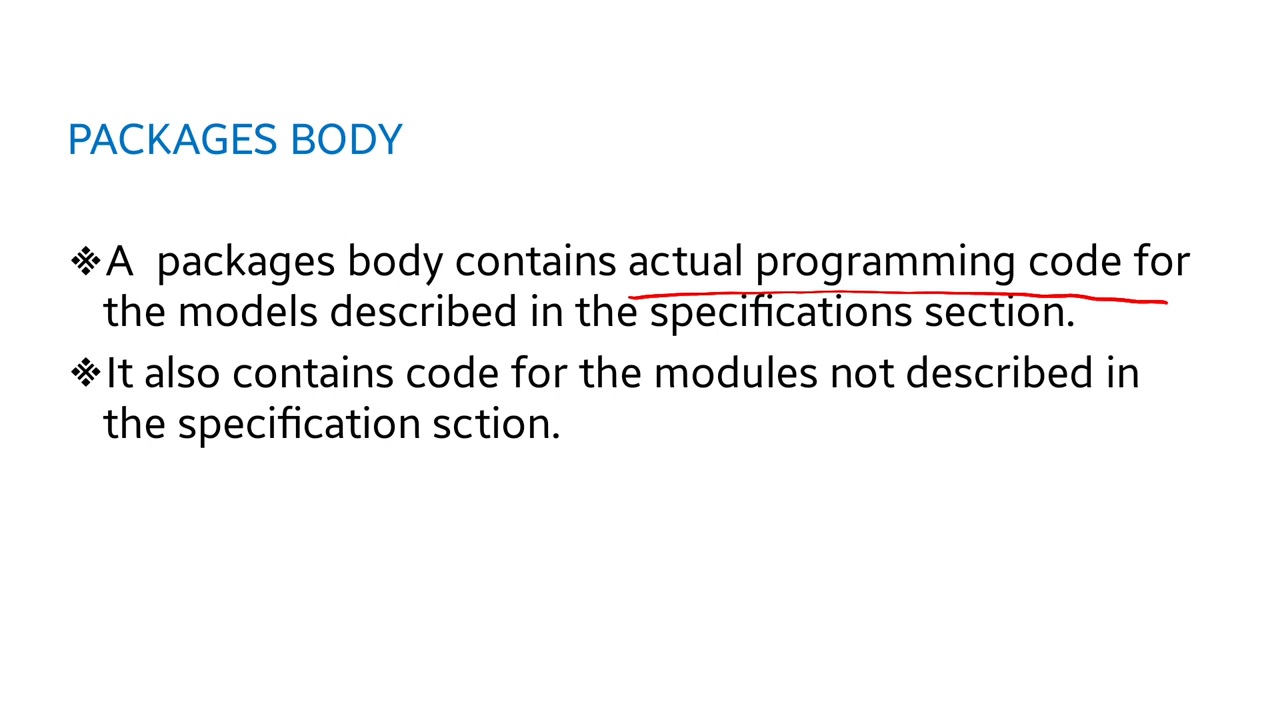 PACKAGES BODY
❖A  packages body contains actual programming code for
the models described in the specifications section.
❖It also contains code for the modules not described in
the specification sction.